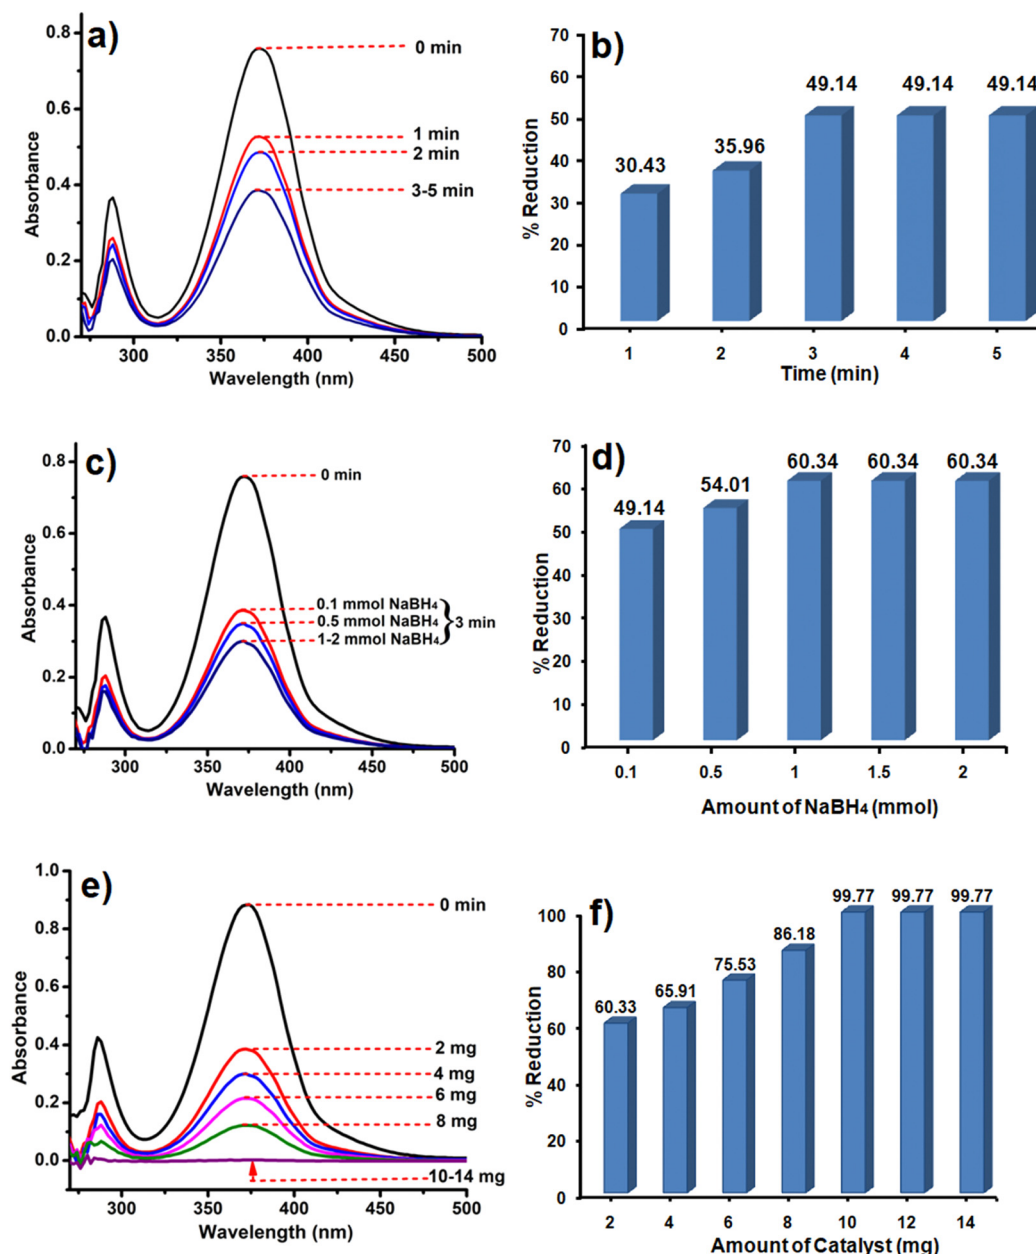 a)
0 min
1 min
2 min
3-5 min
Absorbance
0.8
0.6
0.4
0.2
0.0
300 350 400 450 500
Wavelength (nm)
b)
% Reduction
70
60
50
40
30
20
10
0
30.43
35.96
49.14
49.14
49.14
1 2 3 4 5
Time (min)
c)
0 min
0.1 mmol NaBH₄
0.5 mmol NaBH₄
1-2 mmol NaBH₄
} 3 min
Absorbance
0.8
0.6
0.4
0.2
0.0
300 350 400 450 500
Wavelength (nm)
d)
% Reduction
70
60
50
40
30
20
10
0
49.14
54.01
60.34
60.34
60.34
0.1 0.5 1 1.5 2
Amount of NaBH₄ (mmol)
e)
0 min
2 mg
4 mg
6 mg
8 mg
10-14 mg
Absorbance
1.0
0.8
0.6
0.4
0.2
0.0
300 350 400 450 500
Wavelength (nm)
f)
% Reduction
100
80
60
40
20
0
60.33
65.91
75.53
86.18
99.77
99.77
99.77
2 4 6 8 10 12 14
Amount of Catalyst (mg)